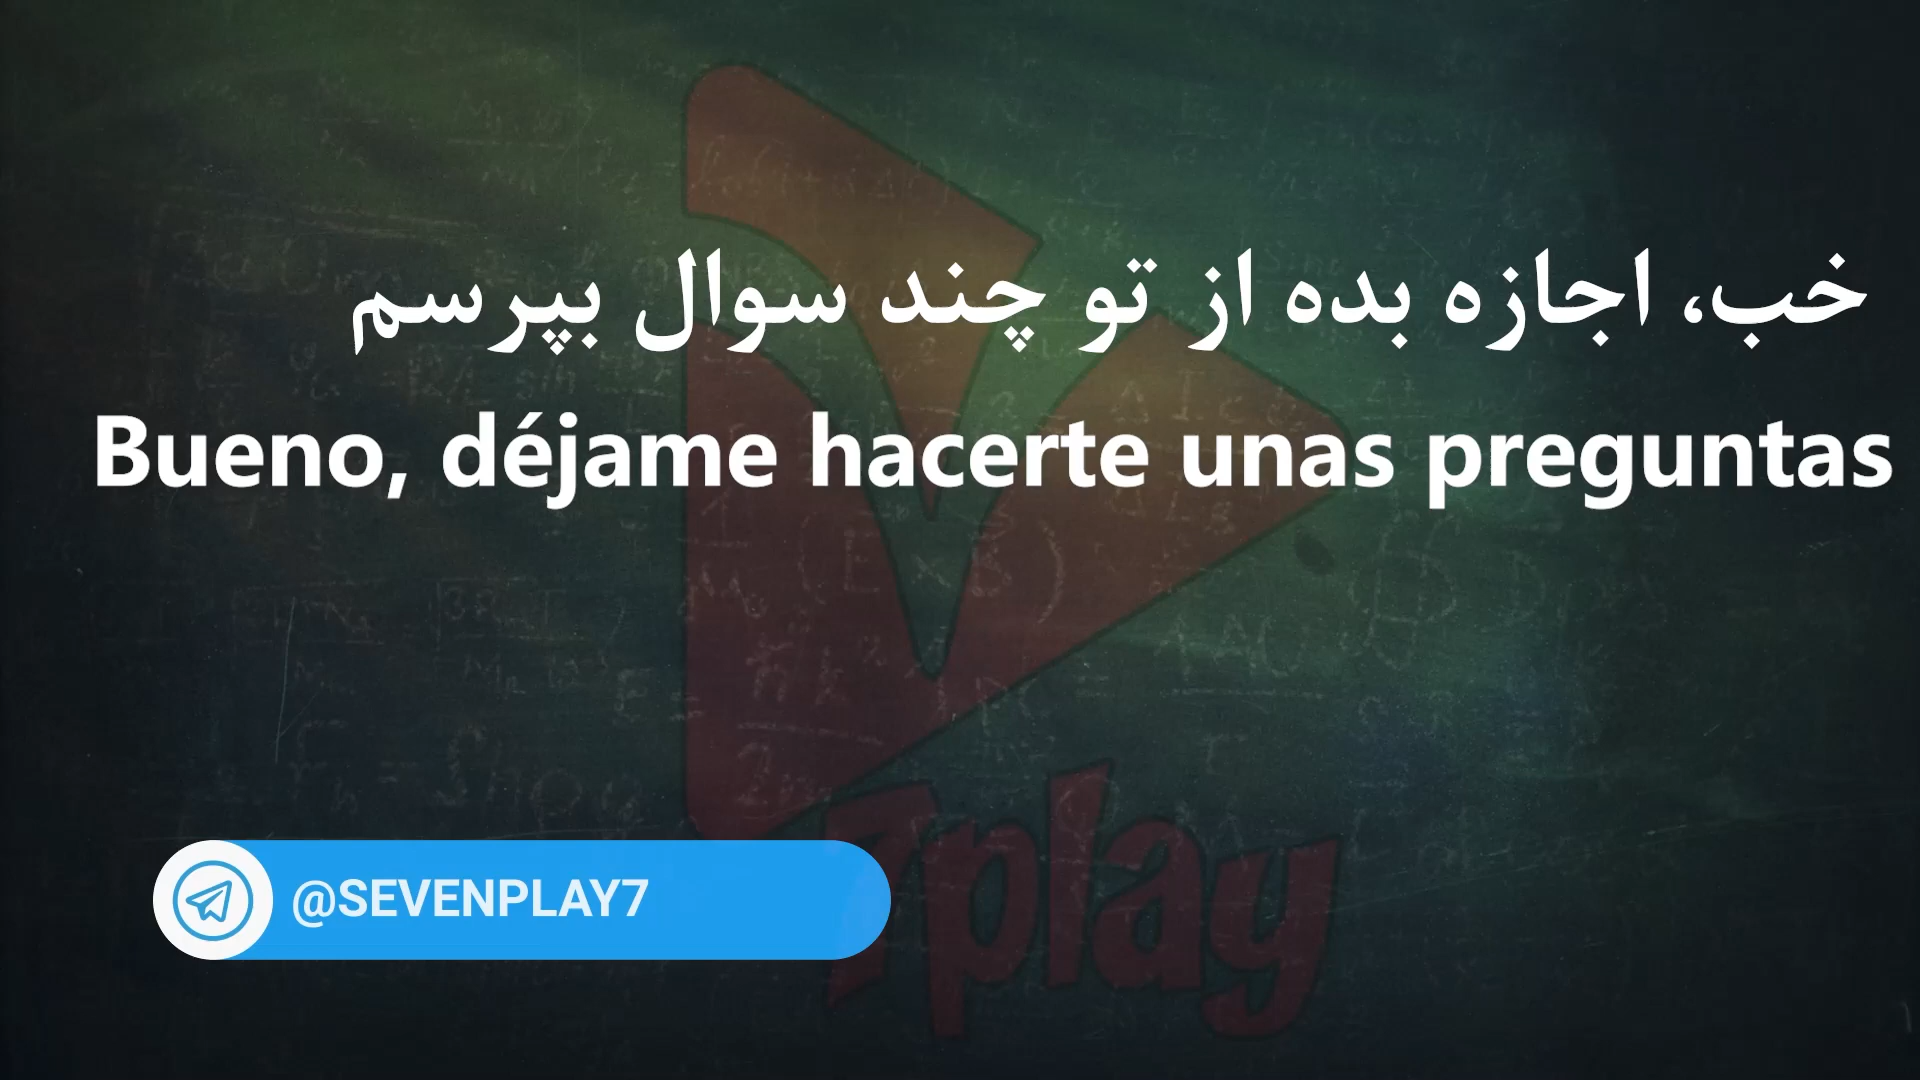 خب، اجازه بده از تو چند سوال بپرسم
Bueno, déjame hacerte unas preguntas
@SEVENPLAY7
7play